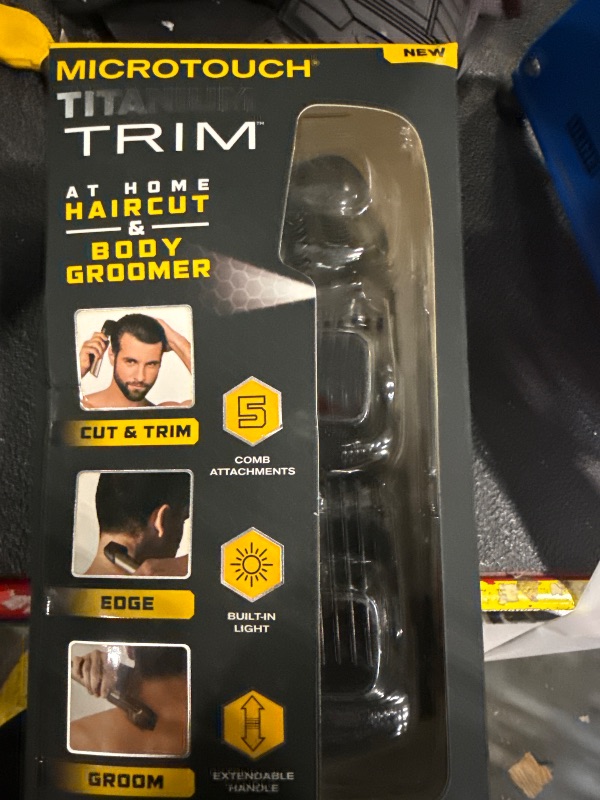 NEW
MICROTOUCH®
TITANIUM
TRIM™
AT HOME
HAIRCUT
&
BODY
GROOMER
CUT & TRIM
5
COMB
ATTACHMENTS
EDGE
BUILT-IN
LIGHT
GROOM
EXTENDABLE
HANDLE